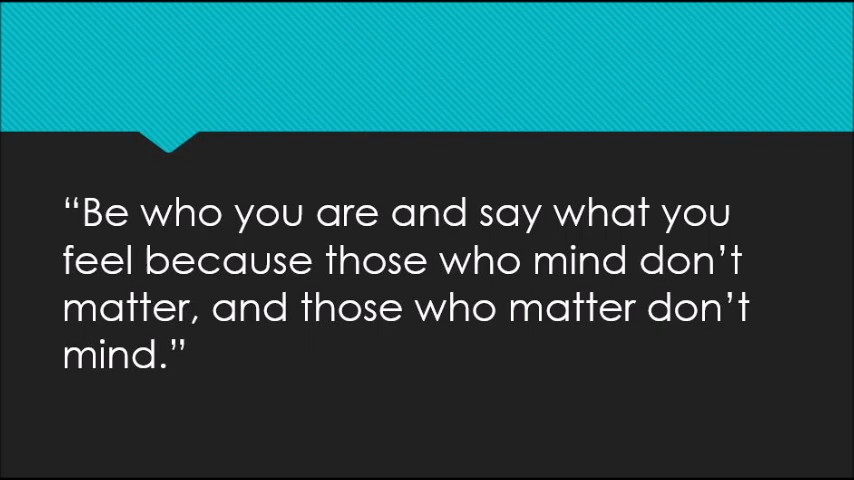 “Be who you are and say what you
feel because those who mind don’t
matter, and those who matter don’t
mind.”